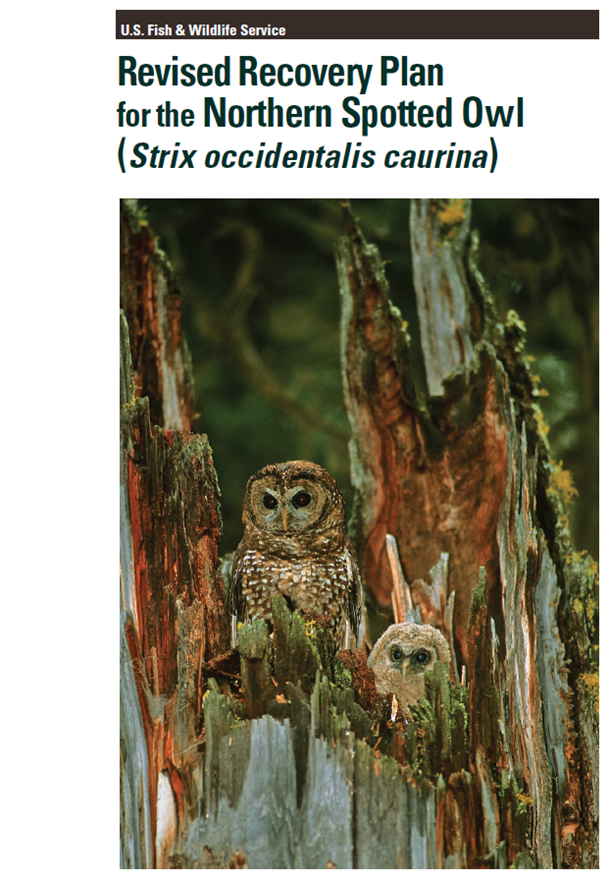 U.S. Fish & Wildlife Service
Revised Recovery Plan
for the Northern Spotted Owl
(Strix occidentalis caurina)